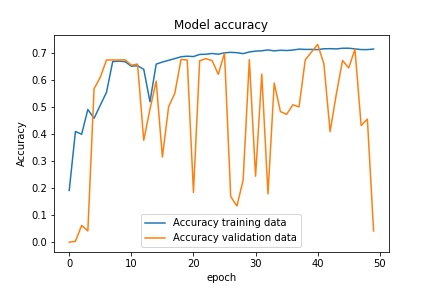 Model accuracy
Accuracy
0.7
0.6
0.5
0.4
0.3
0.2
0.1
0.0
Accuracy training data
Accuracy validation data
0 10 20 30 40 50
epoch